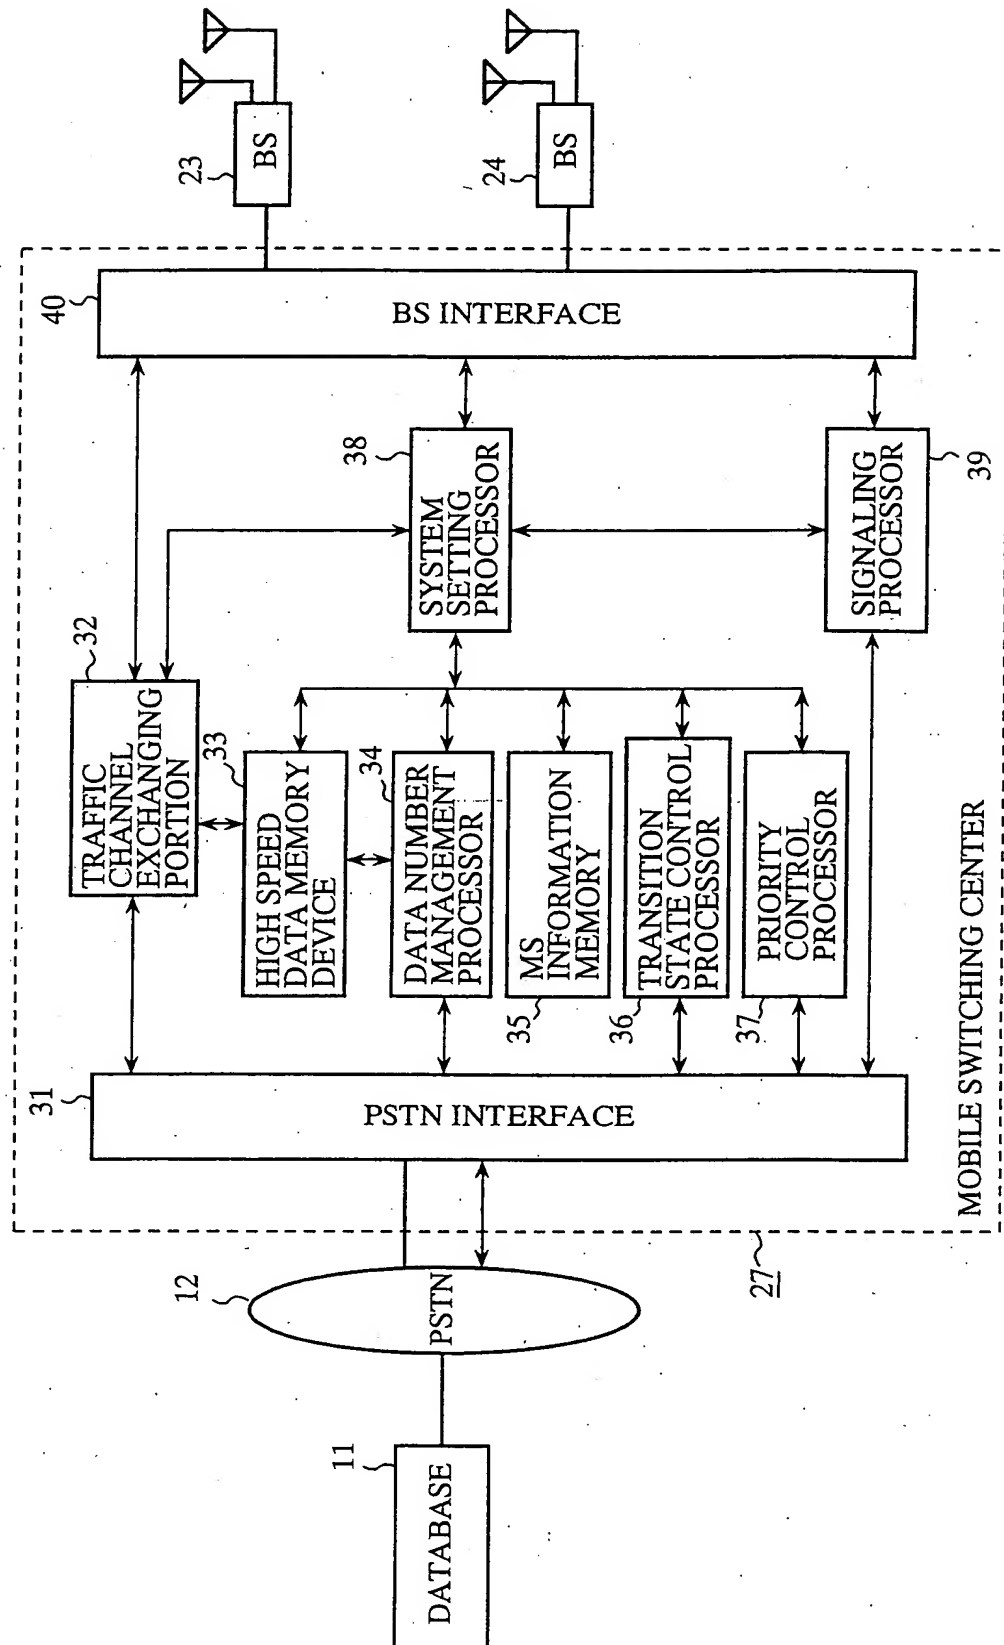 11
DATABASE
12
PSTN
27
MOBILE SWITCHING CENTER
31
PSTN INTERFACE
32
TRAFFIC
CHANNEL
EXCHANGING
PORTION
33
HIGH SPEED
DATA MEMORY
DEVICE
34
DATA NUMBER
MANAGEMENT
PROCESSOR
35
MS
INFORMATION
MEMORY
36
TRANSITION
STATE CONTROL
PROCESSOR
37
PRIORITY
CONTROL
PROCESSOR
38
SYSTEM
SETTING
PROCESSOR
39
SIGNALING
PROCESSOR
40
BS INTERFACE
23
BS
24
BS